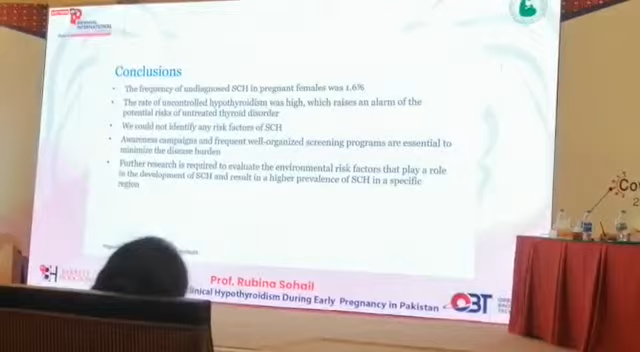 INTERNATIONAL
Conclusions
• The frequency of undiagnosed SCH in pregnant females was 1.6%
• The rate of uncontrolled hypothyroidism was high, which raises an alarm of the
potential risks of untreated thyroid disorder
• We could not identify any risk factors of SCH
• Awareness campaigns and frequent well-organized screening programs are essential to
minimize the disease burden
• Further research is required to evaluate the environmental risk factors that play a role
in the development of SCH and result in a higher prevalence of SCH in a specific
region
Prof. Rubina Sohail
Hypothyroidism During Early Pregnancy in Pakistan
OBT
Co